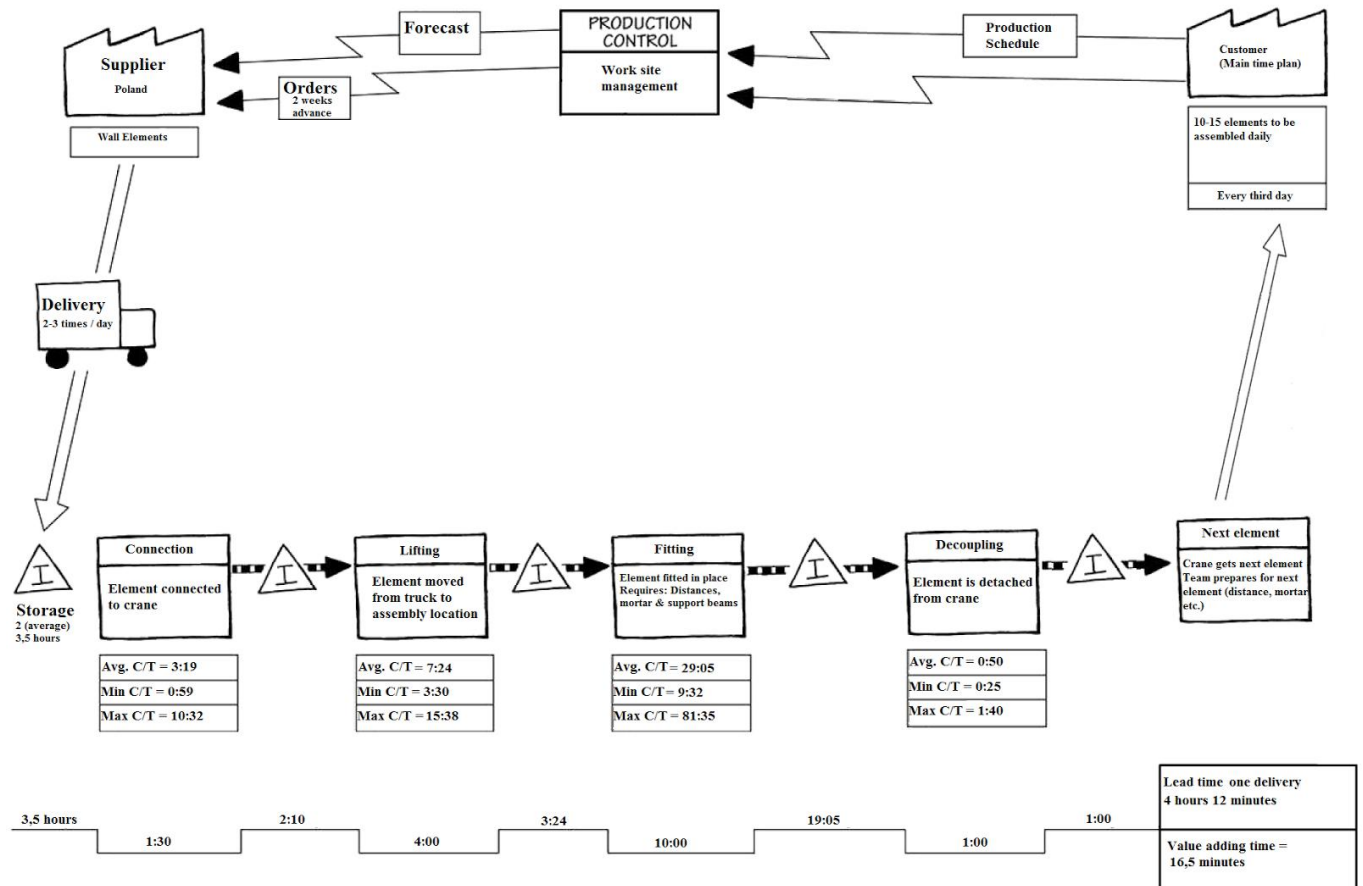 Supplier
Poland
Wall Elements
Forecast
Orders
2 weeks
advance
PRODUCTION
CONTROL
Work site
management
Production
Schedule
Customer
(Main time plan)
10-15 elements to be
assembled daily
Every third day
Delivery
2-3 times / day
I
Storage
2 (average)
3,5 hours
Connection
Element connected
to crane
Avg. C/T = 3:19
Min C/T = 0:59
Max C/T = 10:32
I
Lifting
Element moved
from truck to
assembly location
Avg. C/T = 7:24
Min C/T = 3:30
Max C/T = 15:38
I
Fitting
Element fitted in place
Requires: Distances,
mortar & support beams
Avg. C/T = 29:05
Min C/T = 9:32
Max C/T = 81:35
I
Decoupling
Element is detached
from crane
Avg. C/T = 0:50
Min C/T = 0:25
Max C/T = 1:40
I
Next element
Crane gets next element
Team prepares for next
element (distance, mortar
etc.)
3,5 hours
1:30
2:10
4:00
3:24
10:00
19:05
1:00
1:00
Lead time one delivery
4 hours 12 minutes
Value adding time =
16,5 minutes